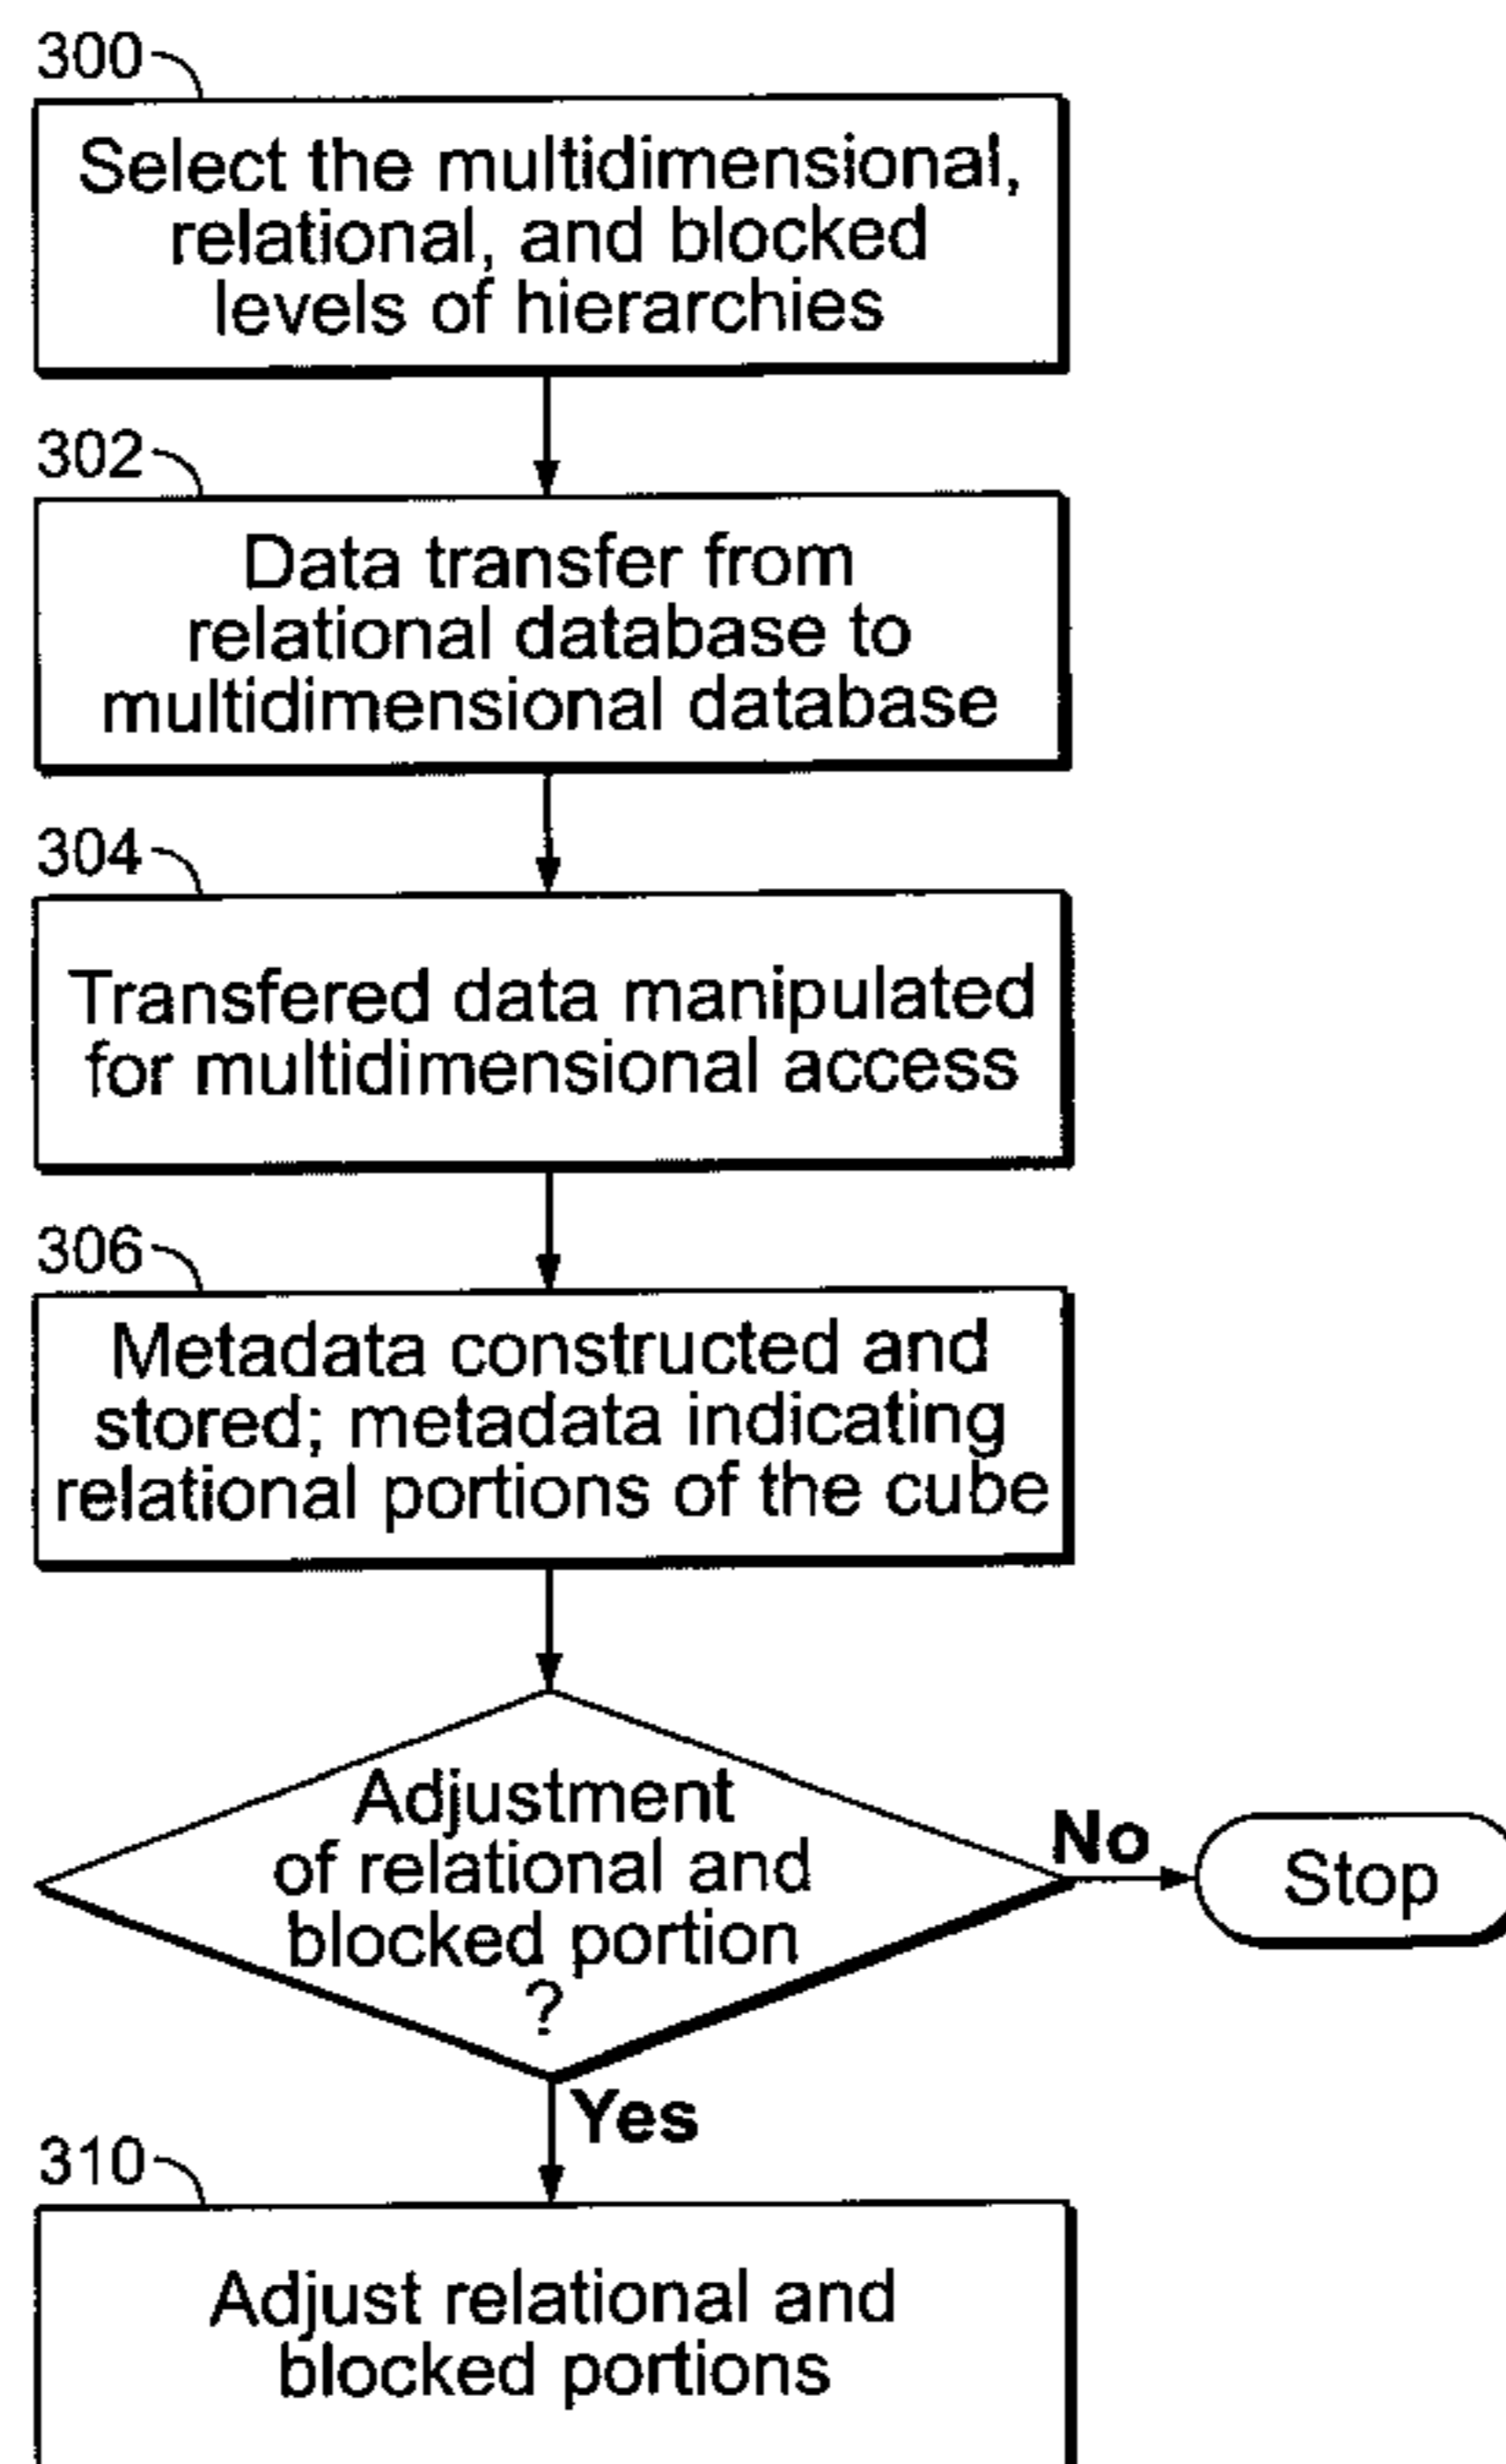 300
Select the multidimensional,
relational, and blocked
levels of hierarchies
302
Data transfer from
relational database to
multidimensional database
304
Transfered data manipulated
for multidimensional access
306
Metadata constructed and
stored; metadata indicating
relational portions of the cube
Adjustment
of relational and
blocked portion
?
No
Stop
Yes
310
Adjust relational and
blocked portions